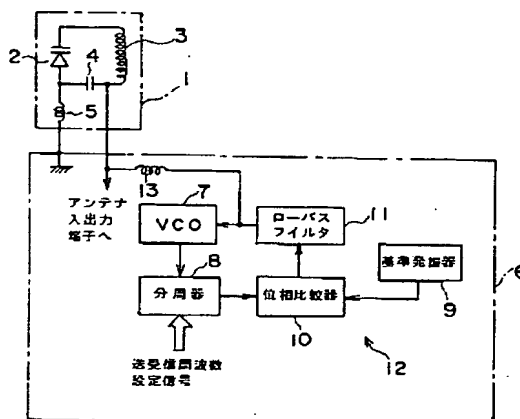 3
2
4
1
5
7
13
11
アンテナ
入出力
端子へ
VCO
ローパス
フィルタ
8
基準発振器
6
分周器
位相比較器
9
10
12
送受信周波数
設定信号